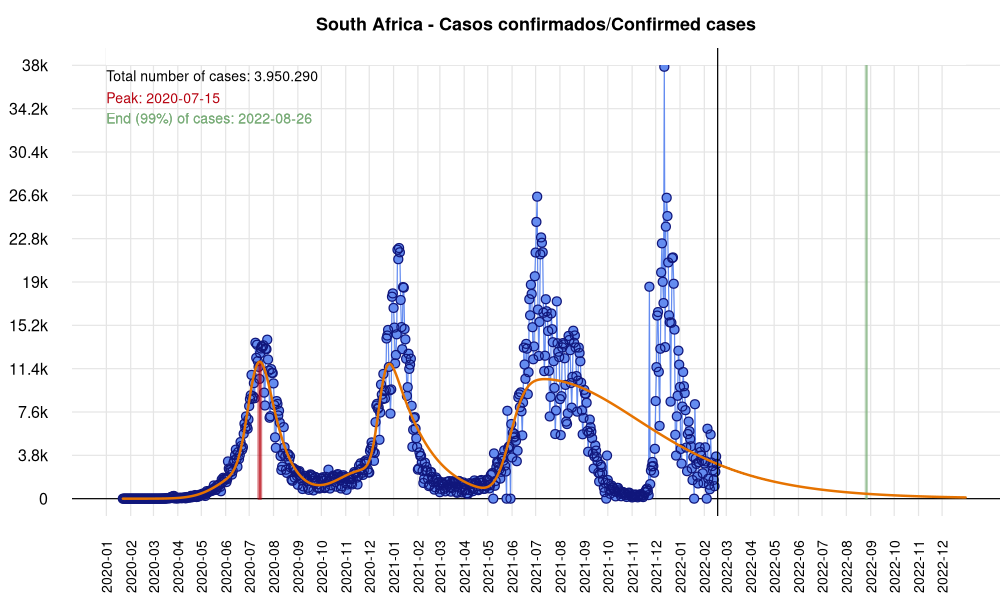 South Africa - Casos confirmados/Confirmed cases
Total number of cases: 3.950.290
Peak: 2020-07-15
End (99%) of cases: 2022-08-26
38k
34.2k
30.4k
26.6k
22.8k
19k
15.2k
11.4k
7.6k
3.8k
0
2020-01
2020-02
2020-03
2020-04
2020-05
2020-06
2020-07
2020-08
2020-09
2020-10
2020-11
2020-12
2021-01
2021-02
2021-03
2021-04
2021-05
2021-06
2021-07
2021-08
2021-09
2021-10
2021-11
2021-12
2022-01
2022-02
2022-03
2022-04
2022-05
2022-06
2022-07
2022-08
2022-09
2022-10
2022-11
2022-12